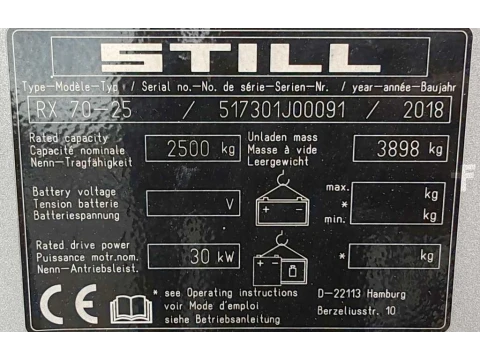 STILL
Type-Modèle-Typ / Serial no.-No. de série-Serien-Nr. / year-année-Baujahr
RX 70-25 / 517301J00091 / 2018
Rated capacity
Capacité nominale
Nenn-Tragfähigkeit
2500 kg
Unladen mass
Masse à vide
Leergewicht
3898 kg
Battery voltage
Tension batterie
Batteriespannung
V
max.
*
min.
kg
kg
Rated drive power
Puissance motr.nom.
Nenn-Antriebsleist.
30 kW
* kg
CE
* see Operating instructions
voir Mode d'emploi
siehe Betriebsanleitung
D-22113 Hamburg
Berzeliusstr. 10